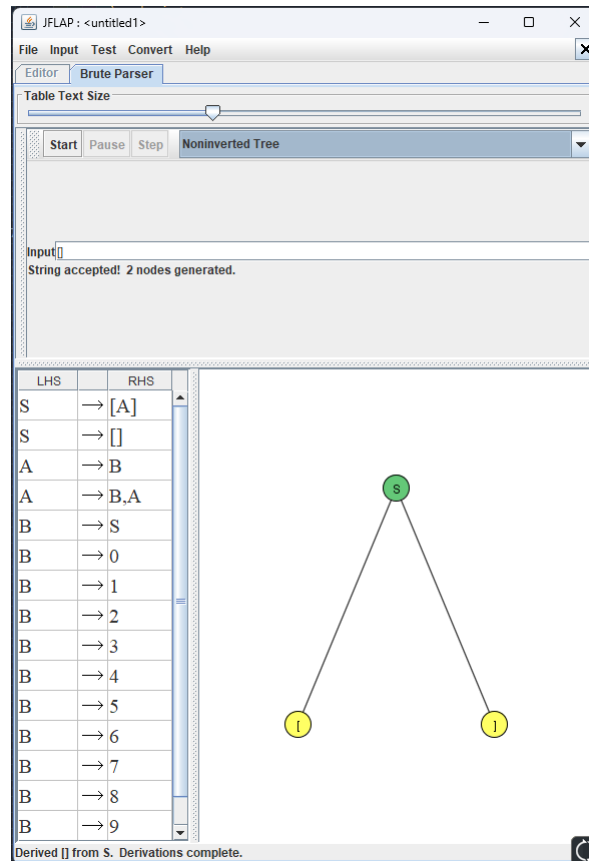 JFLAP : <untitled1>
File Input Test Convert Help
Editor Brute Parser
Table Text Size
Start Pause Step Noninverted Tree
Input []
String accepted! 2 nodes generated.
LHS RHS
S → [A]
S → []
A → B
A → B,A
B → S
B → 0
B → 1
B → 2
B → 3
B → 4
B → 5
B → 6
B → 7
B → 8
B → 9
S
[ ]
Derived [] from S. Derivations complete.